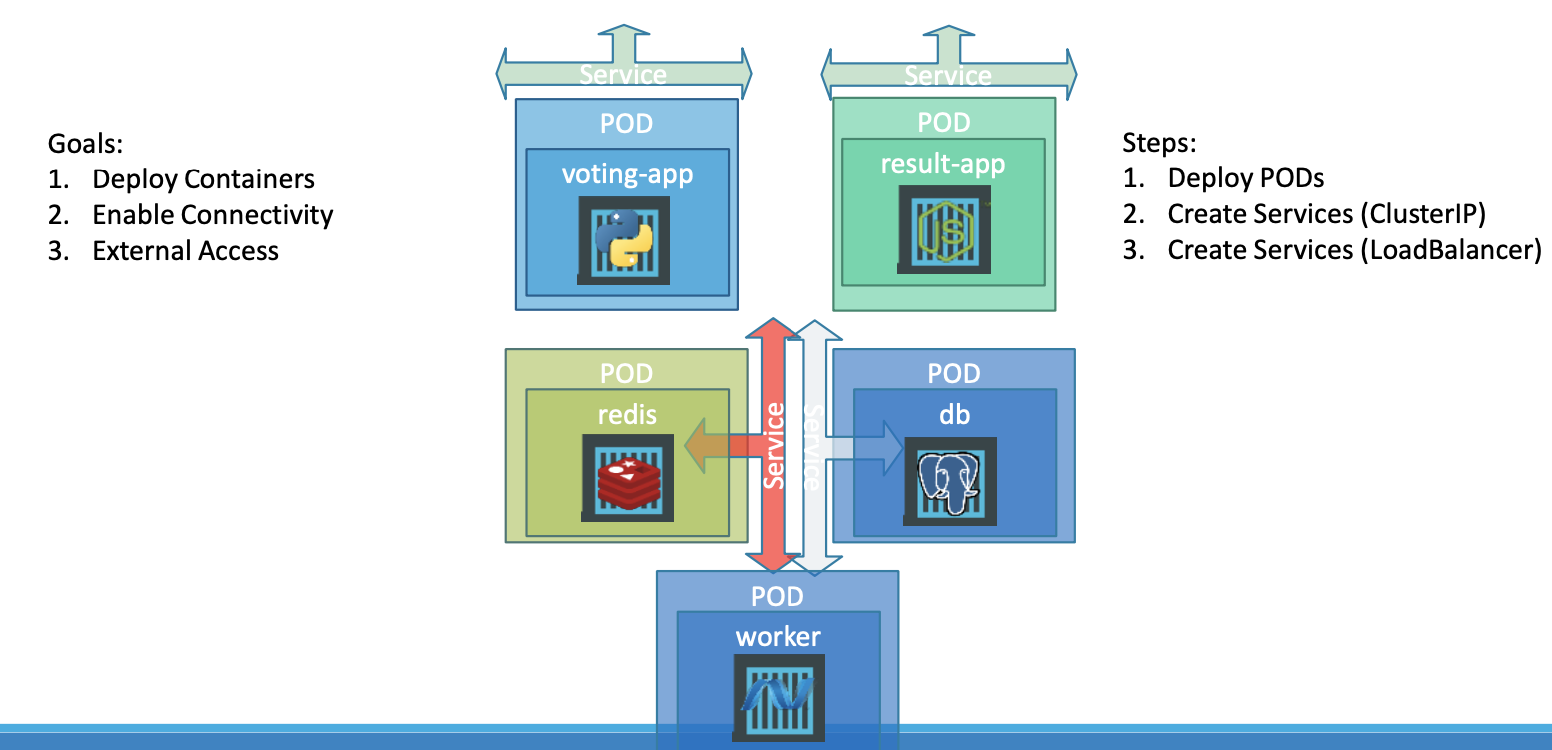 Service
Service
POD
voting-app
POD
result-app
JS
Goals:
1. Deploy Containers
2. Enable Connectivity
3. External Access
Steps:
1. Deploy PODs
2. Create Services (ClusterIP)
3. Create Services (LoadBalancer)
POD
redis
Service
Service
POD
db
POD
worker